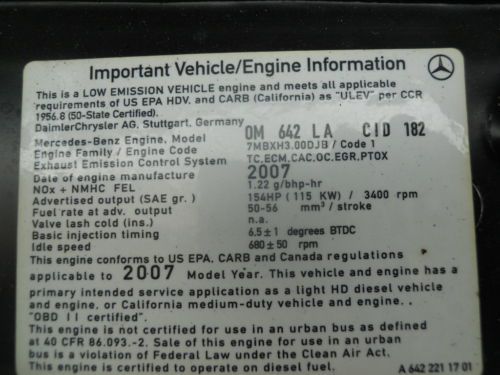 Important Vehicle/Engine Information
This is a LOW EMISSION VEHICLE engine and meets all applicable
requirements of US EPA HDV, and CARB (California) as "ULEV" per CCR
1956.8 (50-State Certified).
DaimlerChrysler AG, Stuttgart, Germany
Mercedes-Benz Engine, Model OM 642 LA CID 182
Engine Family / Engine Code 7MBXH3.00DJB / Code 1
Exhaust Emission Control System TC,ECM,CAC,OC,EGR,PTOX
Date of engine manufacture 2007
NOx + NMHC FEL 1.22 g/bhp-hr
Advertised output (SAE gr.) 154HP (115 KW) / 3400 rpm
Fuel rate at adv. output 50-56 mm³ / stroke
Valve lash cold (ins.) n.a.
Basic injection timing 6.5±1 degrees BTDC
Idle speed 680±50 rpm
This engine conforms to US EPA, CARB and Canada regulations
applicable to 2007 Model Year. This vehicle and engine has a
primary intended service application as a light HD diesel vehicle
and engine, or California medium-duty vehicle and engine. .
"OBD II certified".
This engine is not certified for use in an urban bus as defined
at 40 CFR 86.093.-2. Sale of this engine for use in an urban
bus is a violation of Federal Law under the Clean Air Act.
This engine is certified to operate on diesel fuel. A 642 221 17 01